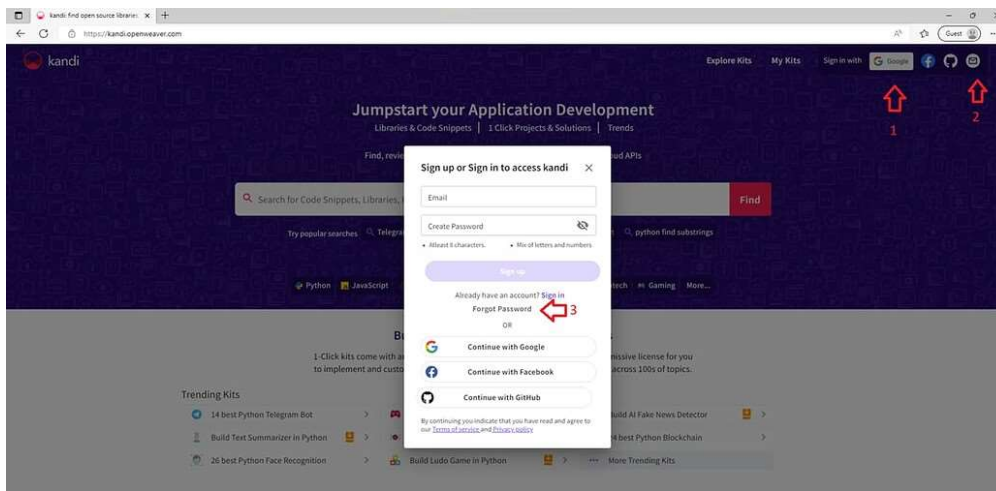 kandi: find open source libraries
https://kandi.openweaver.com
Guest
kandi
Explore Kits
My Kits
Sign in with
Google
1
2
Jumpstart your Application Development
Libraries & Code Snippets | 1 Click Projects & Solutions | Trends
Find,
oud APIs
Search for Code Snippets, Libraries,
Find
Try popular searches
python find substrings
Python
JavaScript
Gaming
More...
Sign up or Sign in to access kandi
Email
Create Password
• Atleast 8 characters.
• Mix of letters and numbers.
Sign up
Already have an account? Sign in
Forgot Password
3
OR
Continue with Google
Continue with Facebook
Continue with GitHub
By continuing you indicate that you have read and agree to
our Terms of service and Privacy policy
1-Click kits come with
missive license for you
to implement and
across 100s of topics.
Trending Kits
14 best Python Telegram Bot
Build AI Fake News Detector
Build Text Summarizer in Python
best Python Blockchain
26 best Python Face Recognition
Build Ludo Game in Python
More Trending Kits